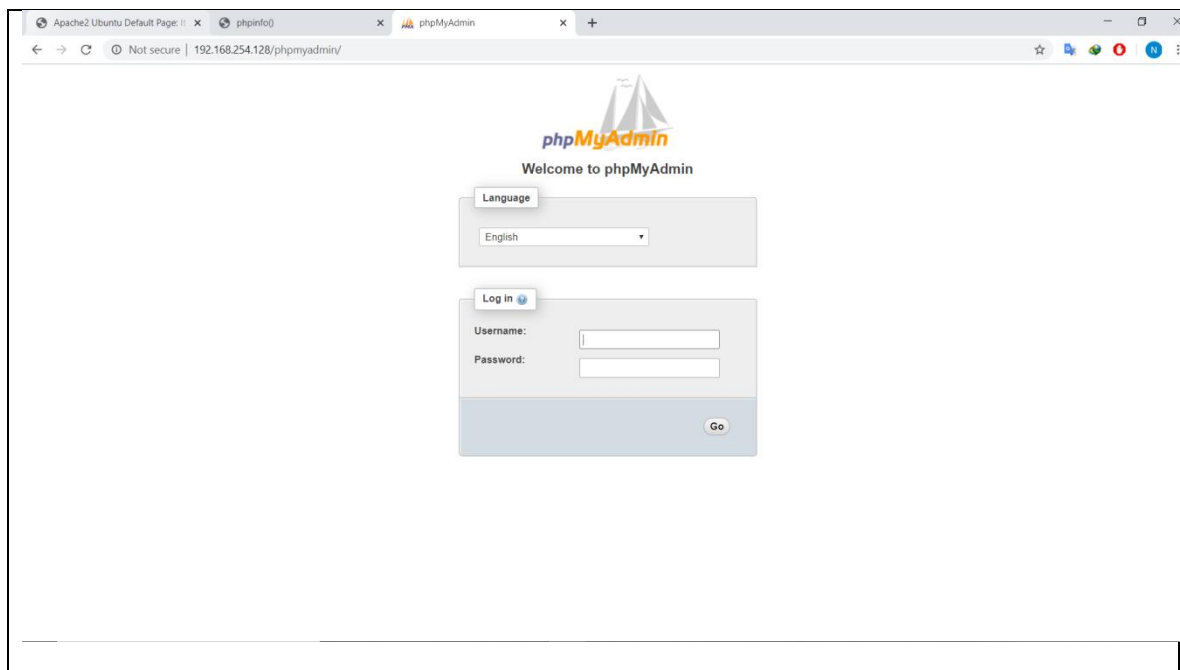 Apache2 Ubuntu Default Page: I phpinfo() phpMyAdmin
Not secure | 192.168.254.128/phpmyadmin/ N
phpMyAdmin
Welcome to phpMyAdmin
Language
English
Log in
Username:
Password:
Go